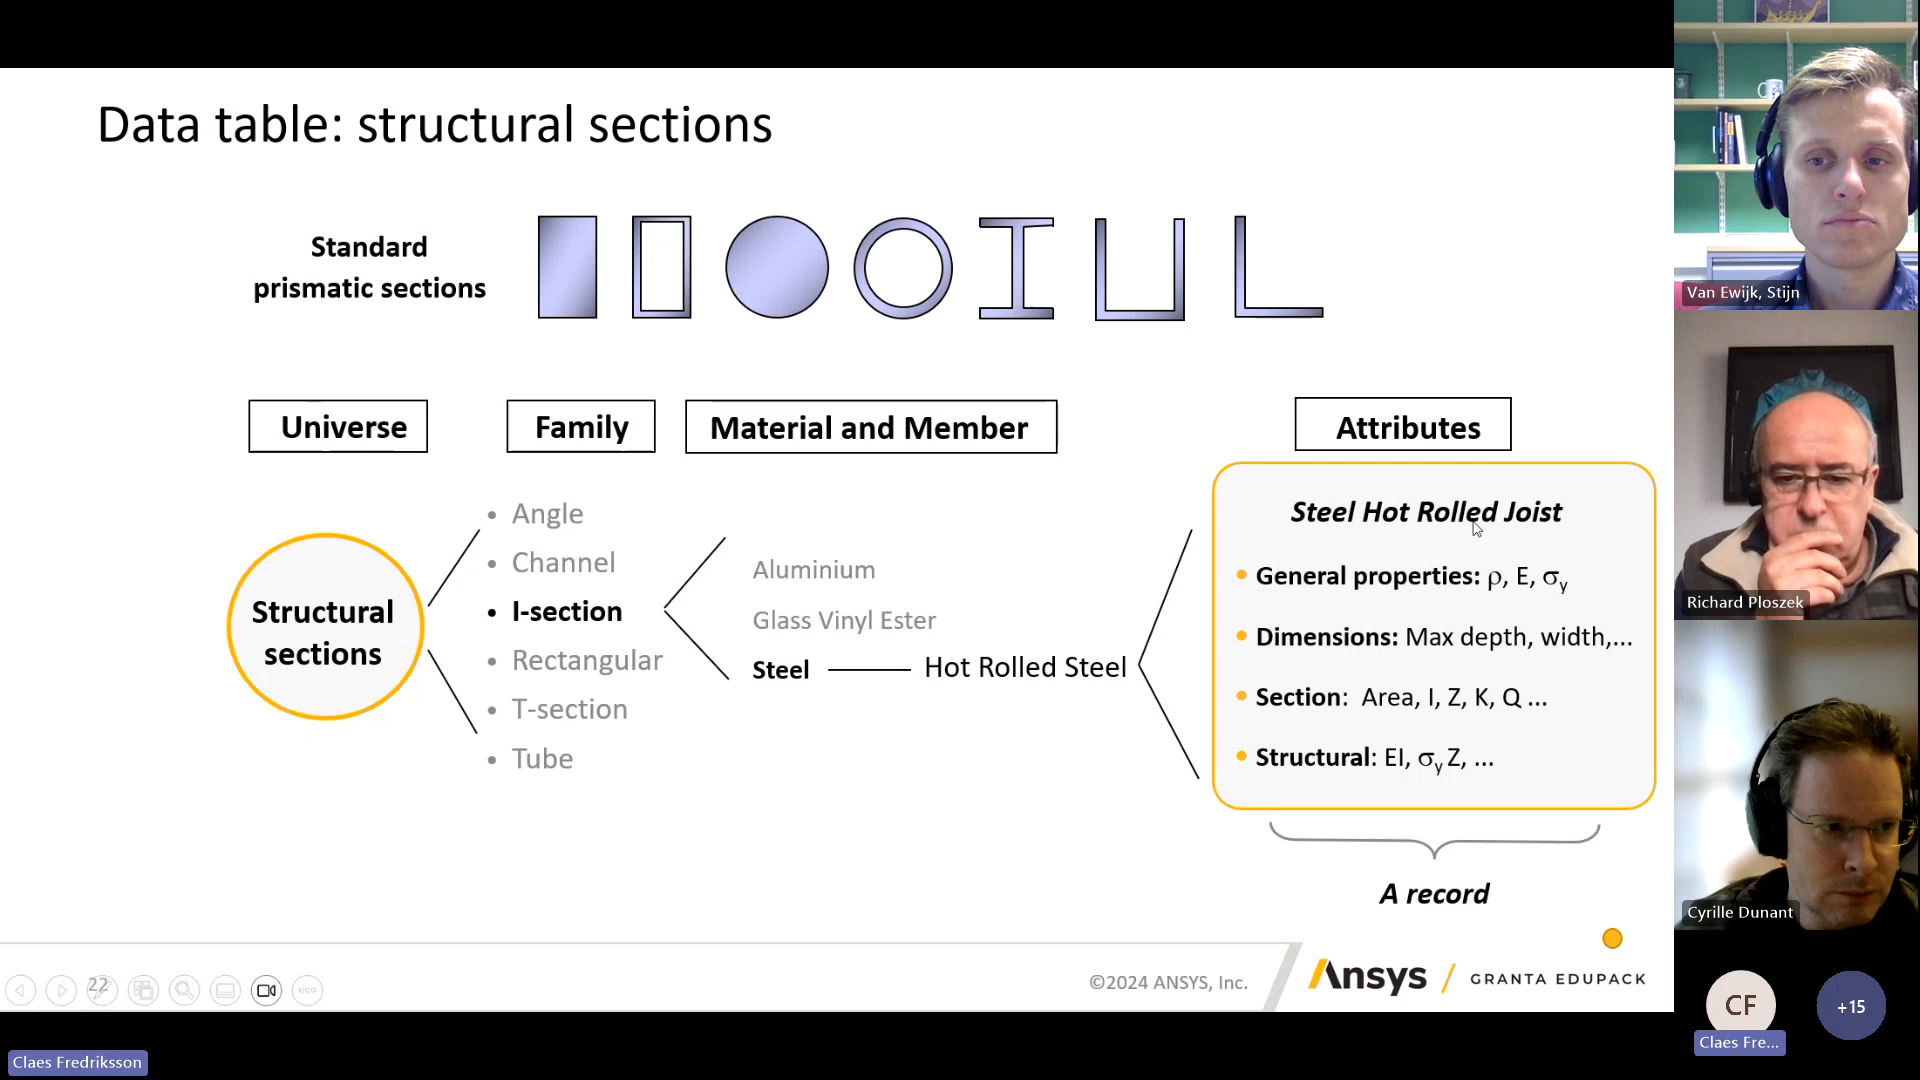 Data table: structural sections
Standard
prismatic sections
Universe
Family
Material and Member
Attributes
Structural
sections
• Angle
• Channel
• I-section
• Rectangular
• T-section
• Tube
Aluminium
Glass Vinyl Ester
Steel
Hot Rolled Steel
Steel Hot Rolled Joist
• General properties: ρ, E, σy
• Dimensions: Max depth, width,...
• Section: Area, I, Z, K, Q ...
• Structural: EI, σy Z, ...
A record
22
©2024 ANSYS, Inc.
Ansys / GRANTA EDUPACK
Claes Fredriksson
Van Ewijk, Stijn
Richard Ploszek
Cyrille Dunant
CF
Claes Fre...
+15